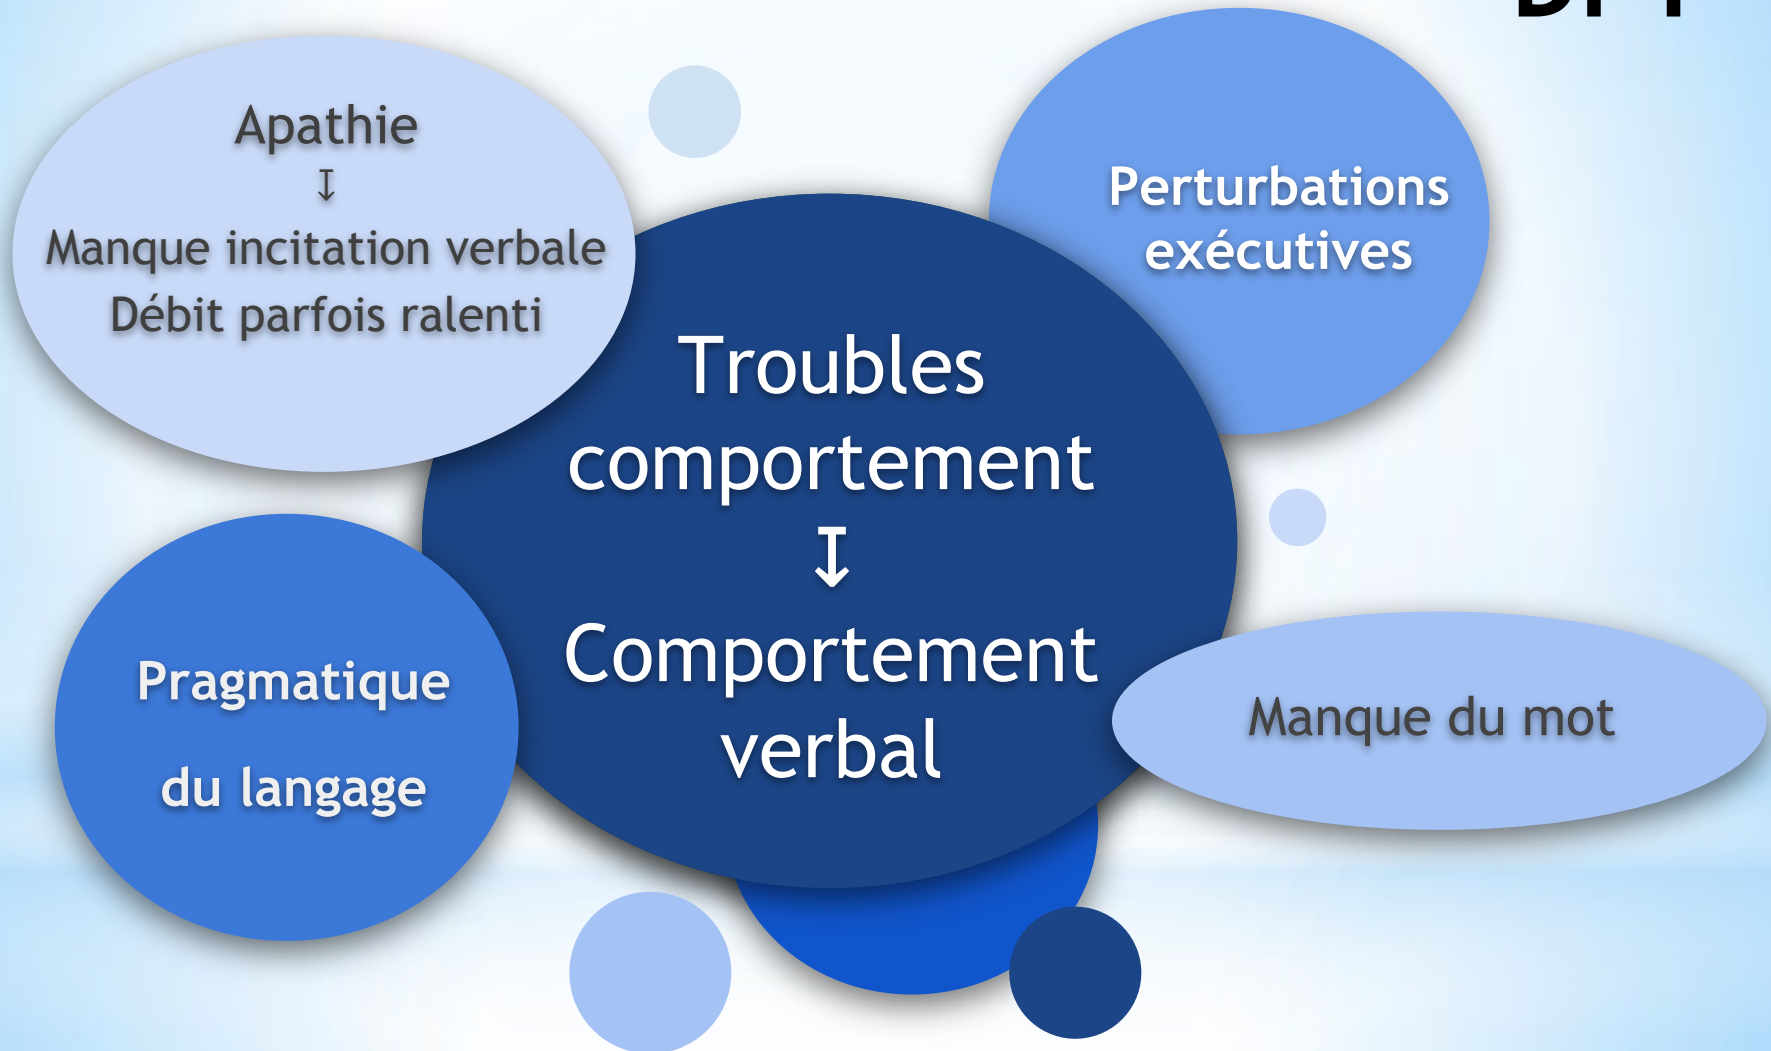 Apathie
↧
Manque incitation verbale
Débit parfois ralenti
Perturbations
exécutives
Troubles
comportement
↧
Comportement
verbal
Pragmatique
du langage
Manque du mot